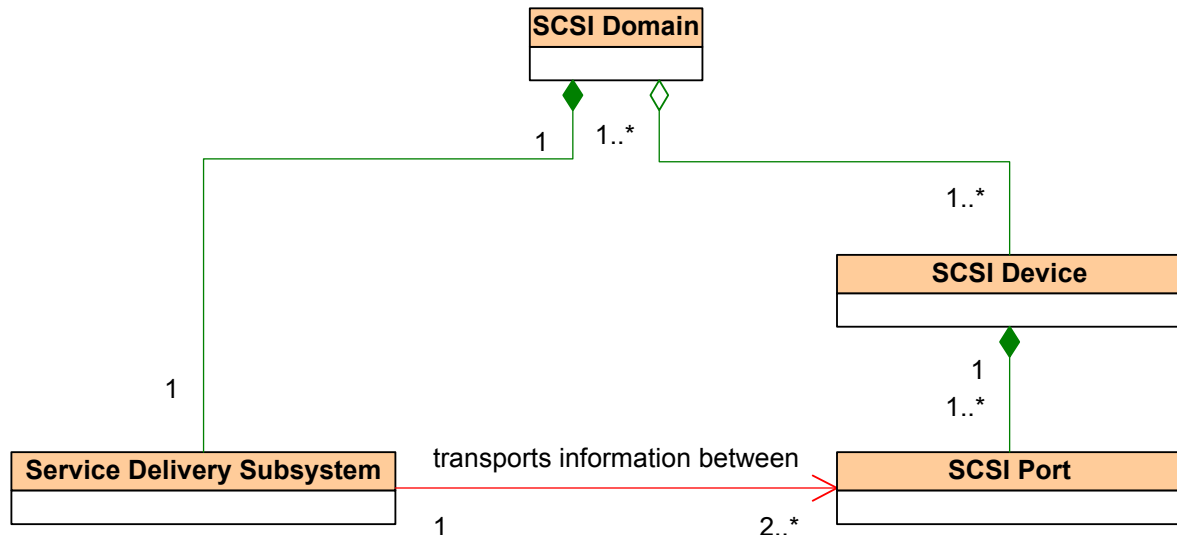 SCSI Domain
1
1..*
1..*
SCSI Device
1
1..*
1
Service Delivery Subsystem
transports information between
SCSI Port
1
2..*